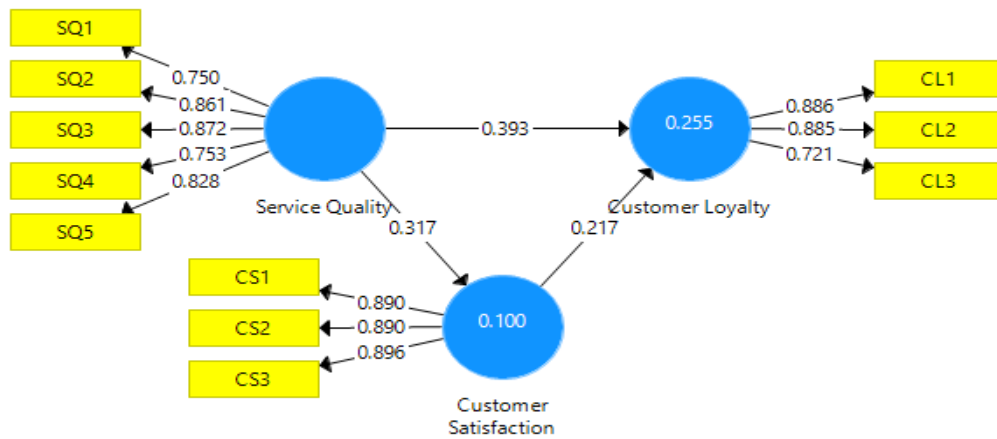 SQ1
SQ2
SQ3
SQ4
SQ5
0.750
0.861
0.872
0.753
0.828
Service Quality
0.393
0.317
0.255
Customer Loyalty
0.217
0.886
0.885
0.721
CL1
CL2
CL3
CS1
CS2
CS3
0.890
0.890
0.896
0.100
Customer
Satisfaction